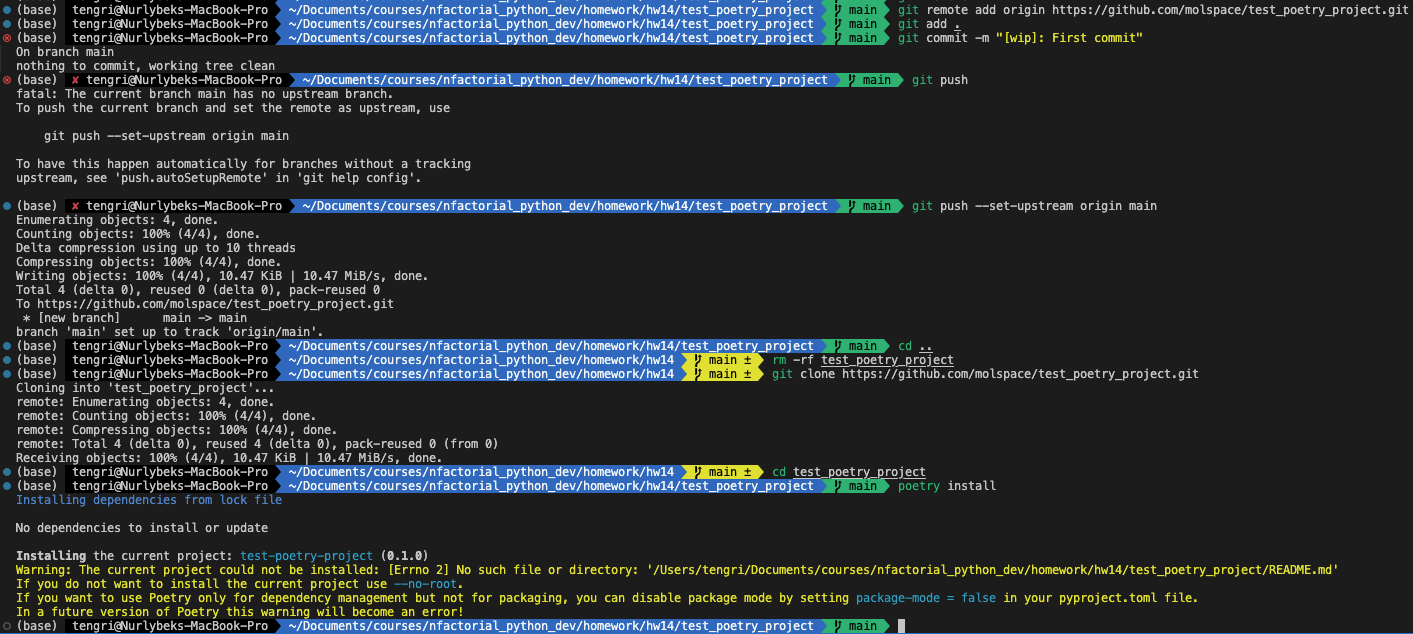 (base) tengri@Nurlybeks-MacBook-Pro ~/Documents/courses/nfactorial_python_dev/homework/hw14/test_poetry_project main git remote add origin https://github.com/molspace/test_poetry_project.git
(base) tengri@Nurlybeks-MacBook-Pro ~/Documents/courses/nfactorial_python_dev/homework/hw14/test_poetry_project main git add .
(base) tengri@Nurlybeks-MacBook-Pro ~/Documents/courses/nfactorial_python_dev/homework/hw14/test_poetry_project main git commit -m "[wip]: First commit"
On branch main
nothing to commit, working tree clean
(base) ✘ tengri@Nurlybeks-MacBook-Pro ~/Documents/courses/nfactorial_python_dev/homework/hw14/test_poetry_project main git push
fatal: The current branch main has no upstream branch.
To push the current branch and set the remote as upstream, use
git push --set-upstream origin main
To have this happen automatically for branches without a tracking
upstream, see 'push.autoSetupRemote' in 'git help config'.
(base) ✘ tengri@Nurlybeks-MacBook-Pro ~/Documents/courses/nfactorial_python_dev/homework/hw14/test_poetry_project main git push --set-upstream origin main
Enumerating objects: 4, done.
Counting objects: 100% (4/4), done.
Delta compression using up to 10 threads
Compressing objects: 100% (4/4), done.
Writing objects: 100% (4/4), 10.47 KiB | 10.47 MiB/s, done.
Total 4 (delta 0), reused 0 (delta 0), pack-reused 0
To https://github.com/molspace/test_poetry_project.git
* [new branch] main -> main
branch 'main' set up to track 'origin/main'.
(base) tengri@Nurlybeks-MacBook-Pro ~/Documents/courses/nfactorial_python_dev/homework/hw14/test_poetry_project main cd ..
(base) tengri@Nurlybeks-MacBook-Pro ~/Documents/courses/nfactorial_python_dev/homework/hw14 main ± rm -rf test_poetry_project
(base) tengri@Nurlybeks-MacBook-Pro ~/Documents/courses/nfactorial_python_dev/homework/hw14 main ± git clone https://github.com/molspace/test_poetry_project.git
Cloning into 'test_poetry_project'...
remote: Enumerating objects: 4, done.
remote: Counting objects: 100% (4/4), done.
remote: Compressing objects: 100% (4/4), done.
remote: Total 4 (delta 0), reused 4 (delta 0), pack-reused 0 (from 0)
Receiving objects: 100% (4/4), 10.47 KiB | 5.24 MiB/s, done.
(base) tengri@Nurlybeks-MacBook-Pro ~/Documents/courses/nfactorial_python_dev/homework/hw14 main ± cd test_poetry_project
(base) tengri@Nurlybeks-MacBook-Pro ~/Documents/courses/nfactorial_python_dev/homework/hw14/test_poetry_project main poetry install
Installing dependencies from lock file
No dependencies to install or update
Installing the current project: test-poetry-project (0.1.0)
Warning: The current project could not be installed: [Errno 2] No such file or directory: '/Users/tengri/Documents/courses/nfactorial_python_dev/homework/hw14/test_poetry_project/README.md'
If you do not want to install the current project use --no-root.
If you want to use Poetry only for dependency management but not for packaging, you can disable package mode by setting package-mode = false in your pyproject.toml file.
In a future version of Poetry this warning will become an error!
(base) tengri@Nurlybeks-MacBook-Pro ~/Documents/courses/nfactorial_python_dev/homework/hw14/test_poetry_project main